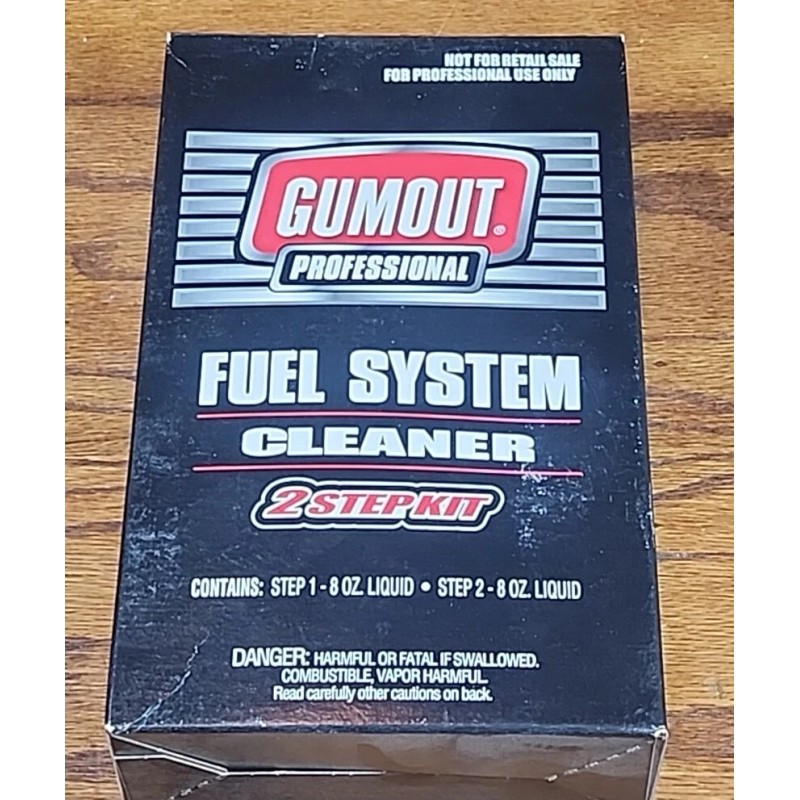 NOT FOR RETAIL SALE
FOR PROFESSIONAL USE ONLY
GUMOUT®
PROFESSIONAL
FUEL SYSTEM
CLEANER
2 STEP KIT
CONTAINS: STEP 1 - 8 OZ. LIQUID • STEP 2 - 8 OZ. LIQUID
DANGER: HARMFUL OR FATAL IF SWALLOWED.
COMBUSTIBLE, VAPOR HARMFUL.
Read carefully other cautions on back.